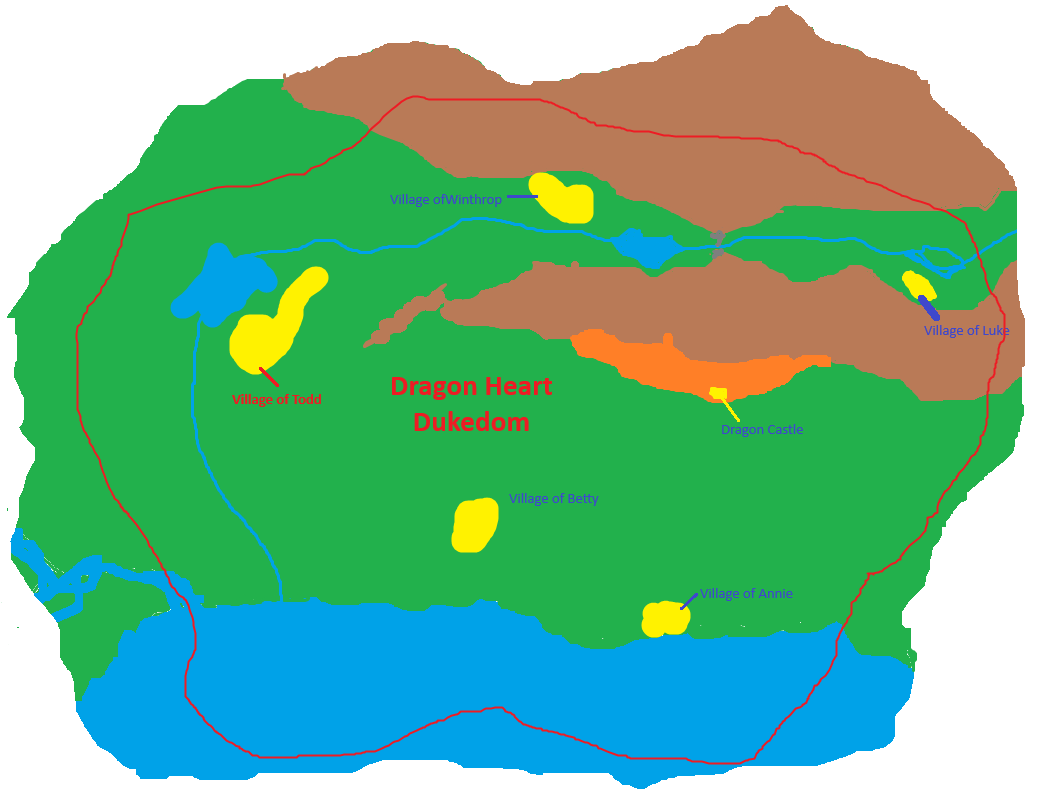 Village ofWinthrop
Village of Luke
Dragon Heart
Dukedom
Village of Todd
Dragon Castle
Village of Betty
Village of Annie